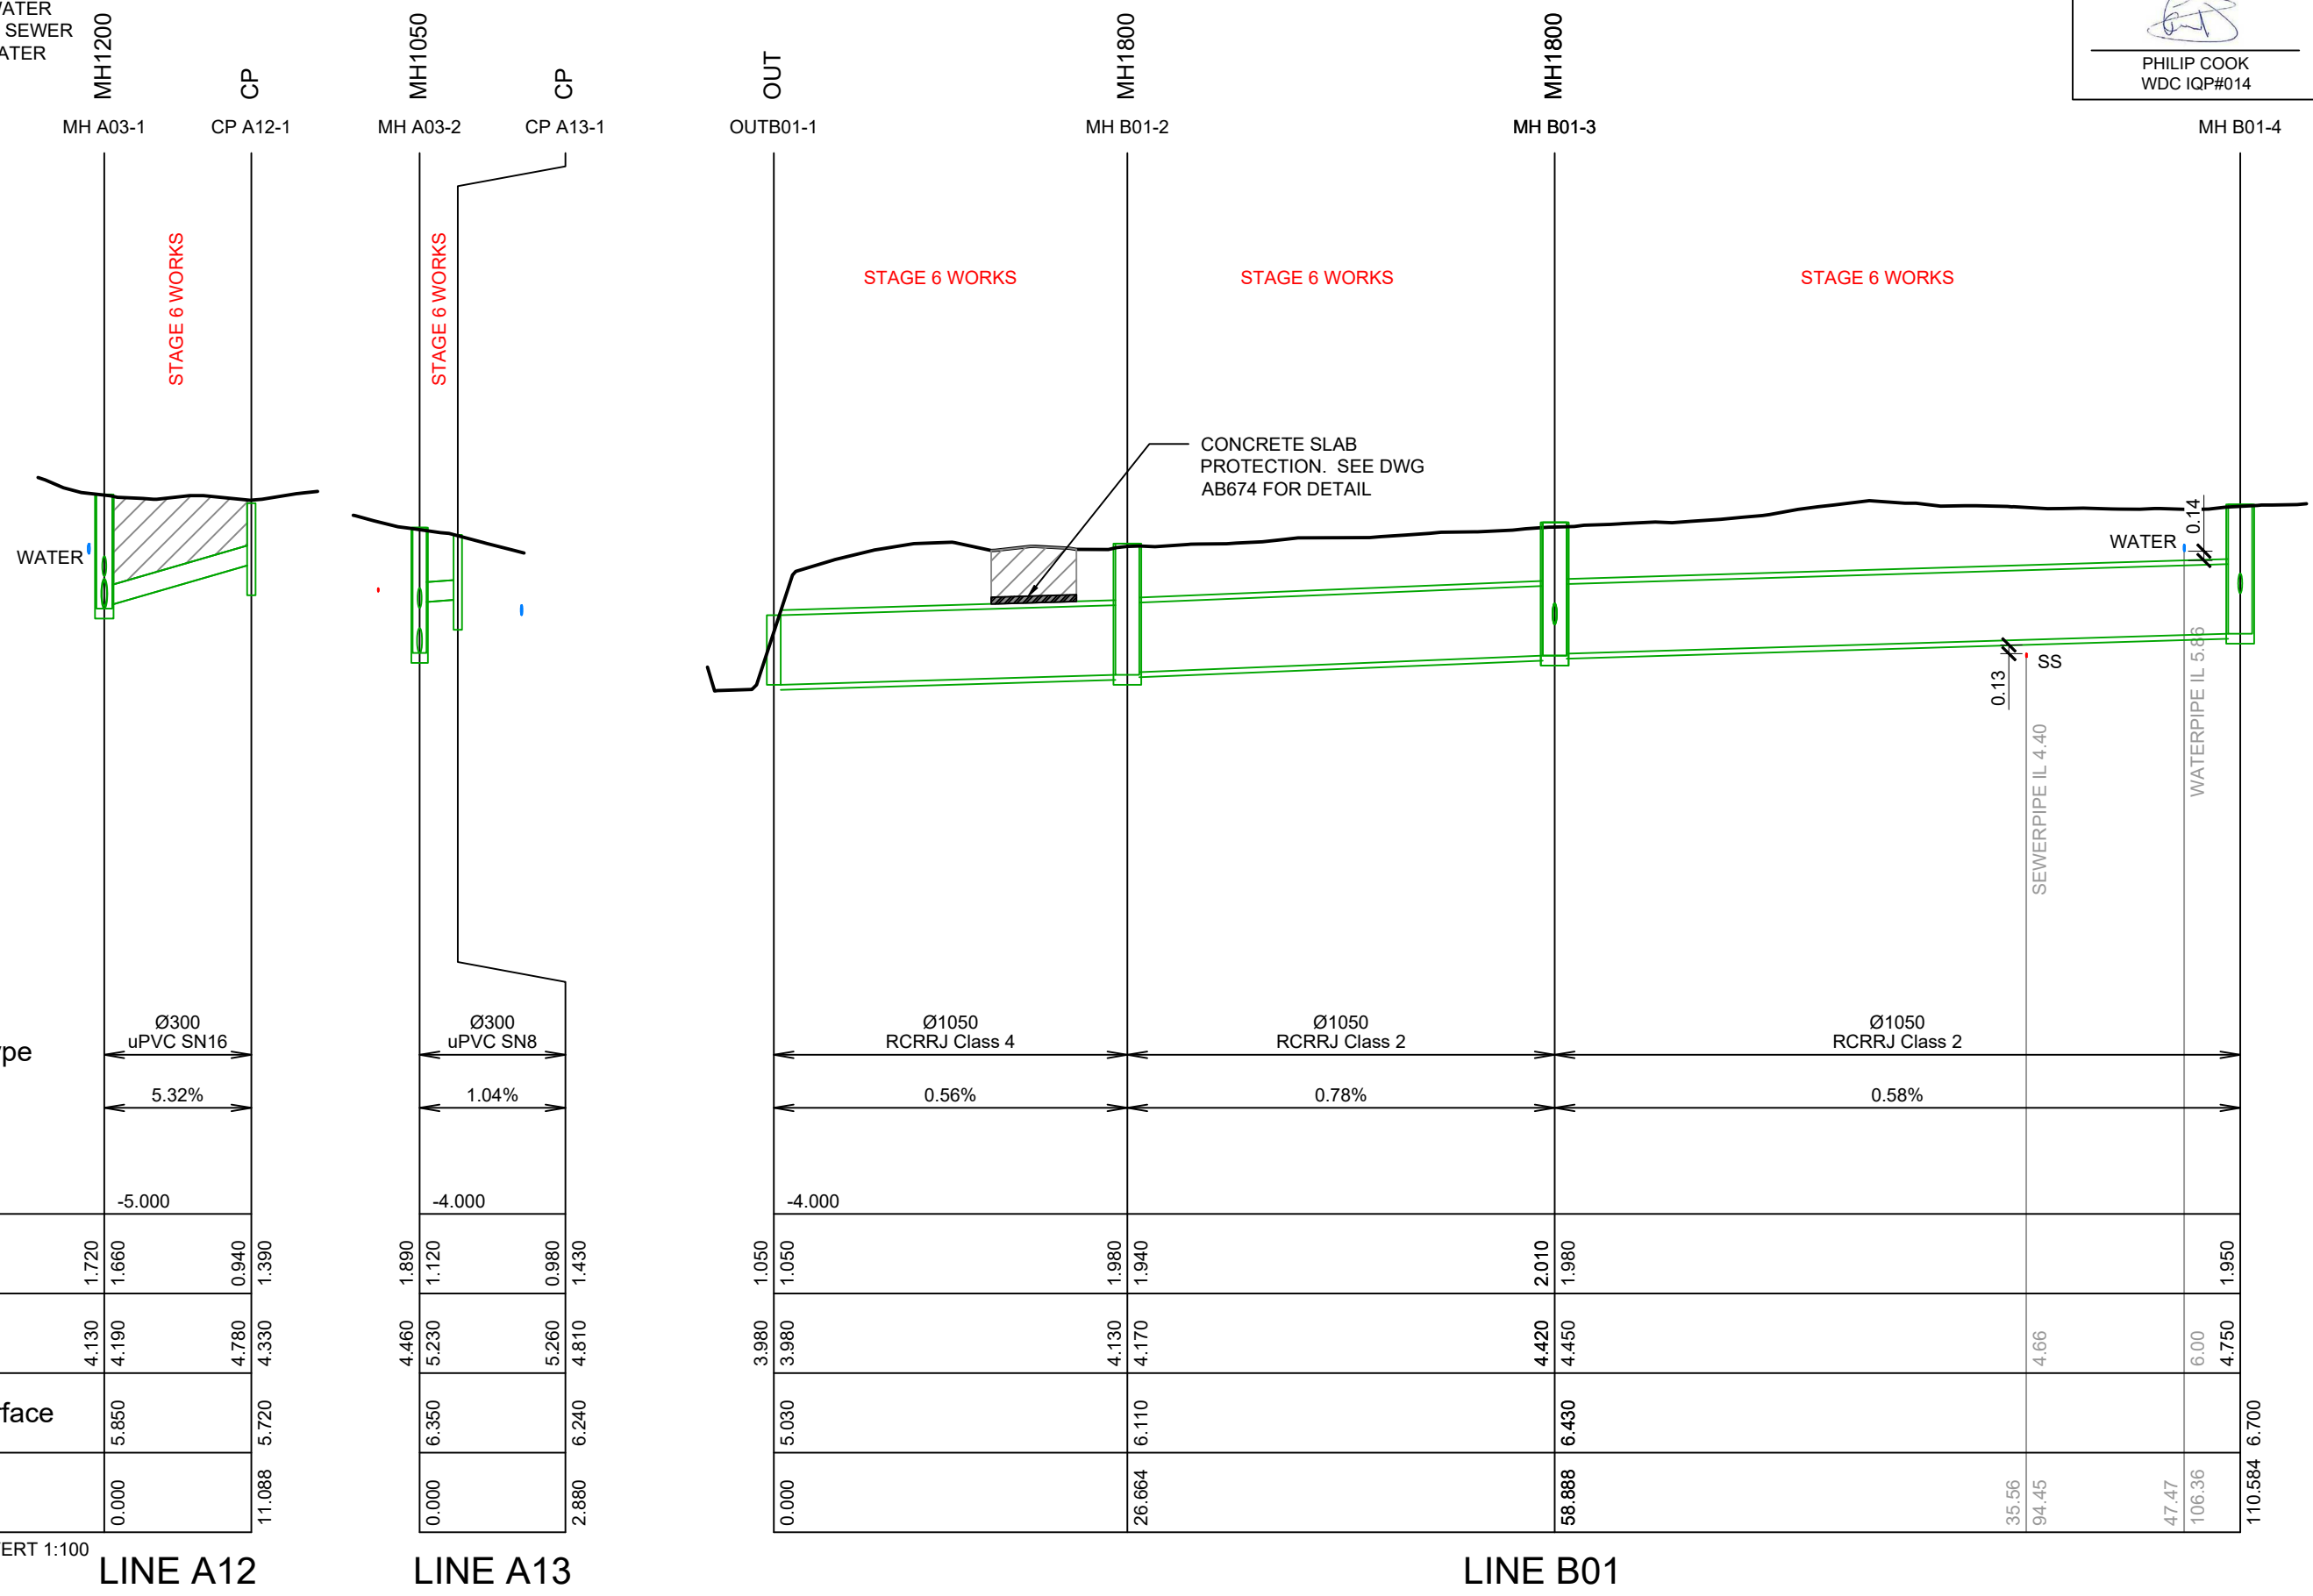 WATER
SEWER
WATER
MH1200
CP
MH1050
CP
OUT
MH1800
MH1800
PHILIP COOK
WDC IQP#014
MH A03-1
CP A12-1
MH A03-2
CP A13-1
OUTB01-1
MH B01-2
MH B01-3
MH B01-4
STAGE 6 WORKS
STAGE 6 WORKS
STAGE 6 WORKS
STAGE 6 WORKS
STAGE 6 WORKS
CONCRETE SLAB
PROTECTION. SEE DWG
AB674 FOR DETAIL
WATER
WATER
0.14
SS
0.13
SEWERPIPE IL 4.40
WATERPIPE IL 5.86
Ø300
uPVC SN16
Ø300
uPVC SN8
Ø1050
RCRRJ Class 4
Ø1050
RCRRJ Class 2
Ø1050
RCRRJ Class 2
pe
5.32%
1.04%
0.56%
0.78%
0.58%
-5.000
-4.000
-4.000
1.720
1.660
0.940
1.390
1.890
1.120
0.980
1.430
1.050
1.050
1.980
1.940
2.010
1.980
1.950
4.130
4.190
4.780
4.330
4.460
5.230
5.260
4.810
3.980
3.980
4.130
4.170
4.420
4.450
4.66
6.00
4.750
rface
5.850
5.720
6.350
6.240
5.030
6.110
6.430
6.700
0.000
11.088
0.000
2.880
0.000
26.664
58.888
35.56
94.45
47.47
106.36
110.584
ERT 1:100
LINE A12
LINE A13
LINE B01